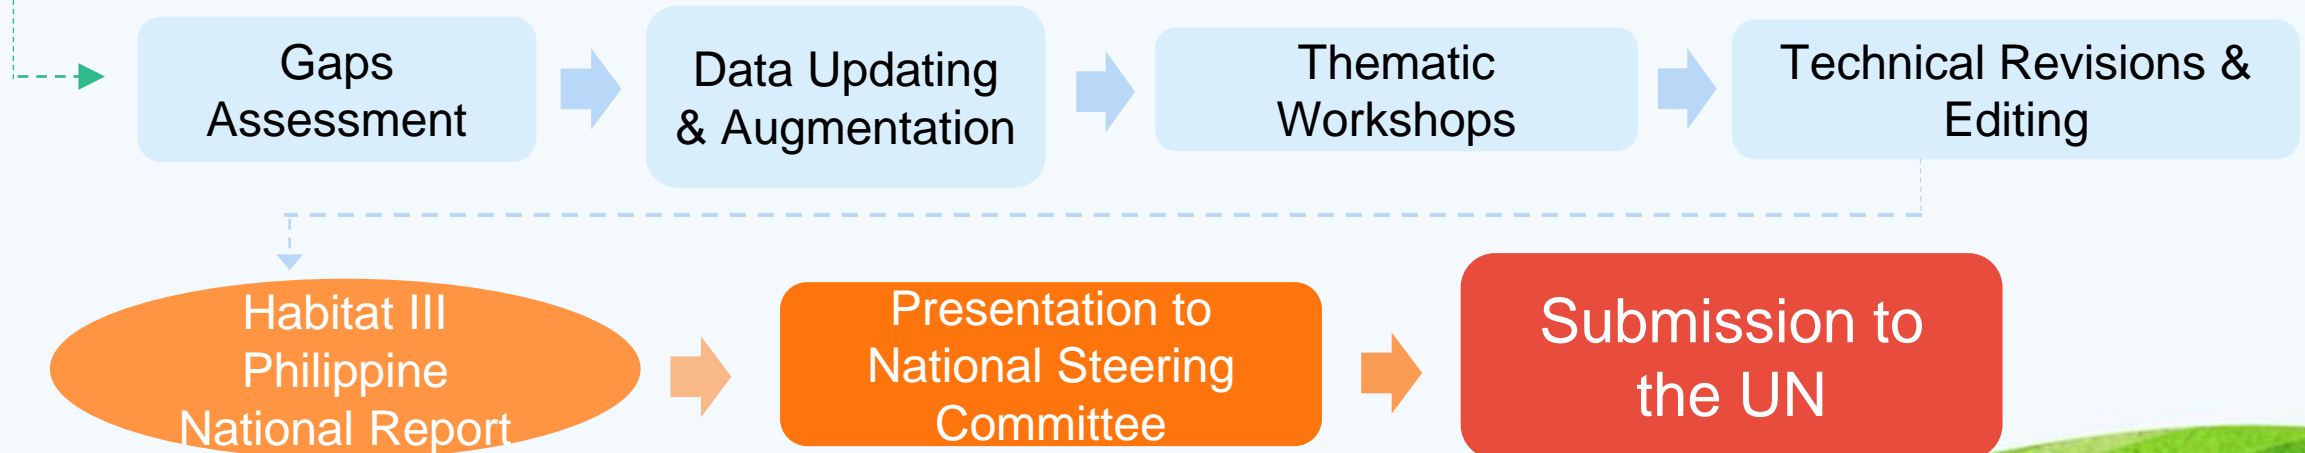 Gaps
Assessment
Data Updating
& Augmentation
Thematic
Workshops
Technical Revisions &
Editing
Habitat III
Philippine
National Report
Presentation to
National Steering
Committee
Submission to
the UN